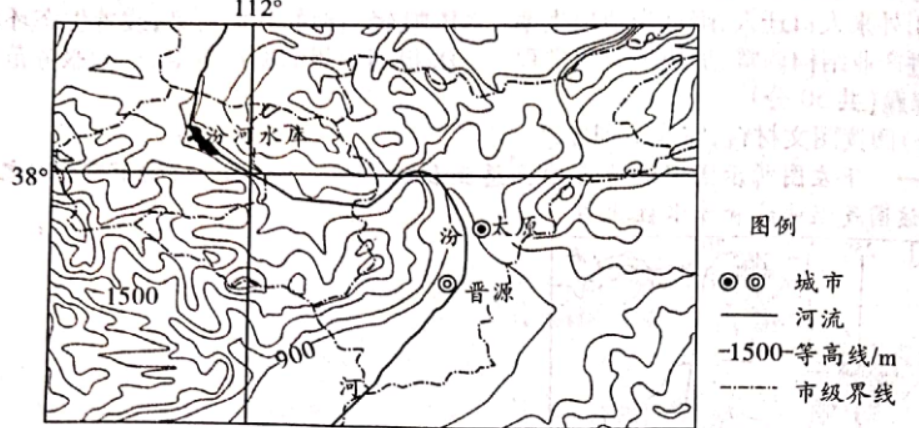 112°
汾河水库
38°
汾
太原
图例
晋源
城市
1500
河流
900
-1500-等高线/m
河
市级界线